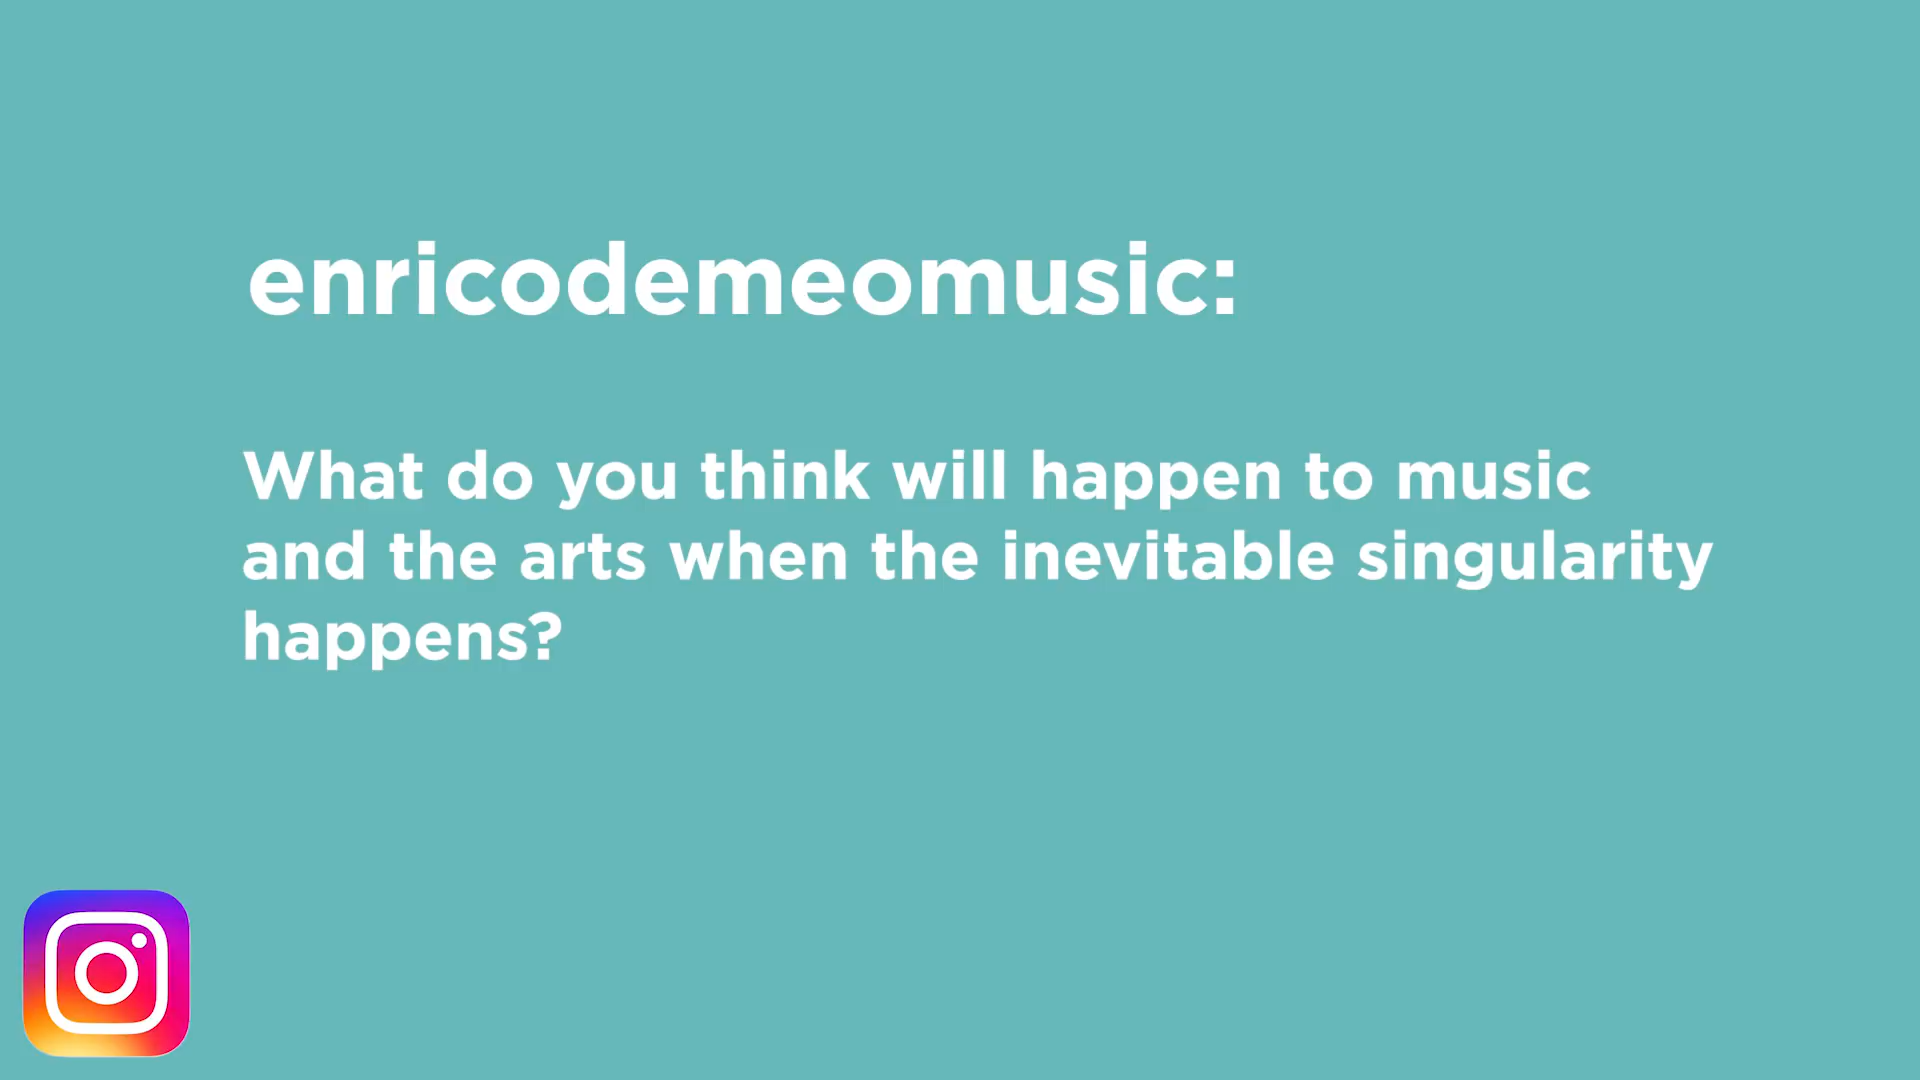 enricodemeomusic:
What do you think will happen to music
and the arts when the inevitable singularity
happens?